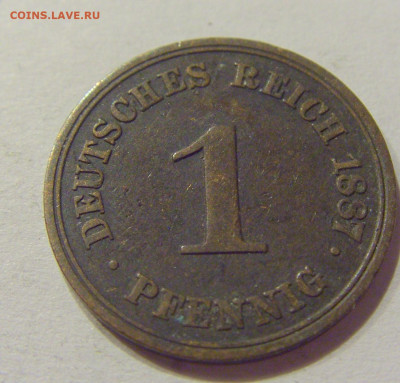 COINS.LAVE.RU
DEUTSCHES REICH 1887
1
PFENNIG